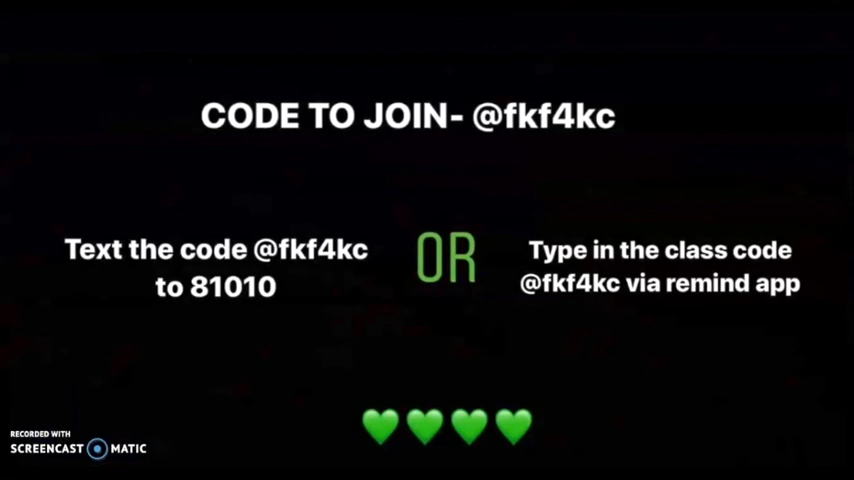 CODE TO JOIN- @fkf4kc
Text the code @fkf4kc
to 81010
OR
Type in the class code
@fkf4kc via remind app
RECORDED WITH
SCREENCAST MATIC